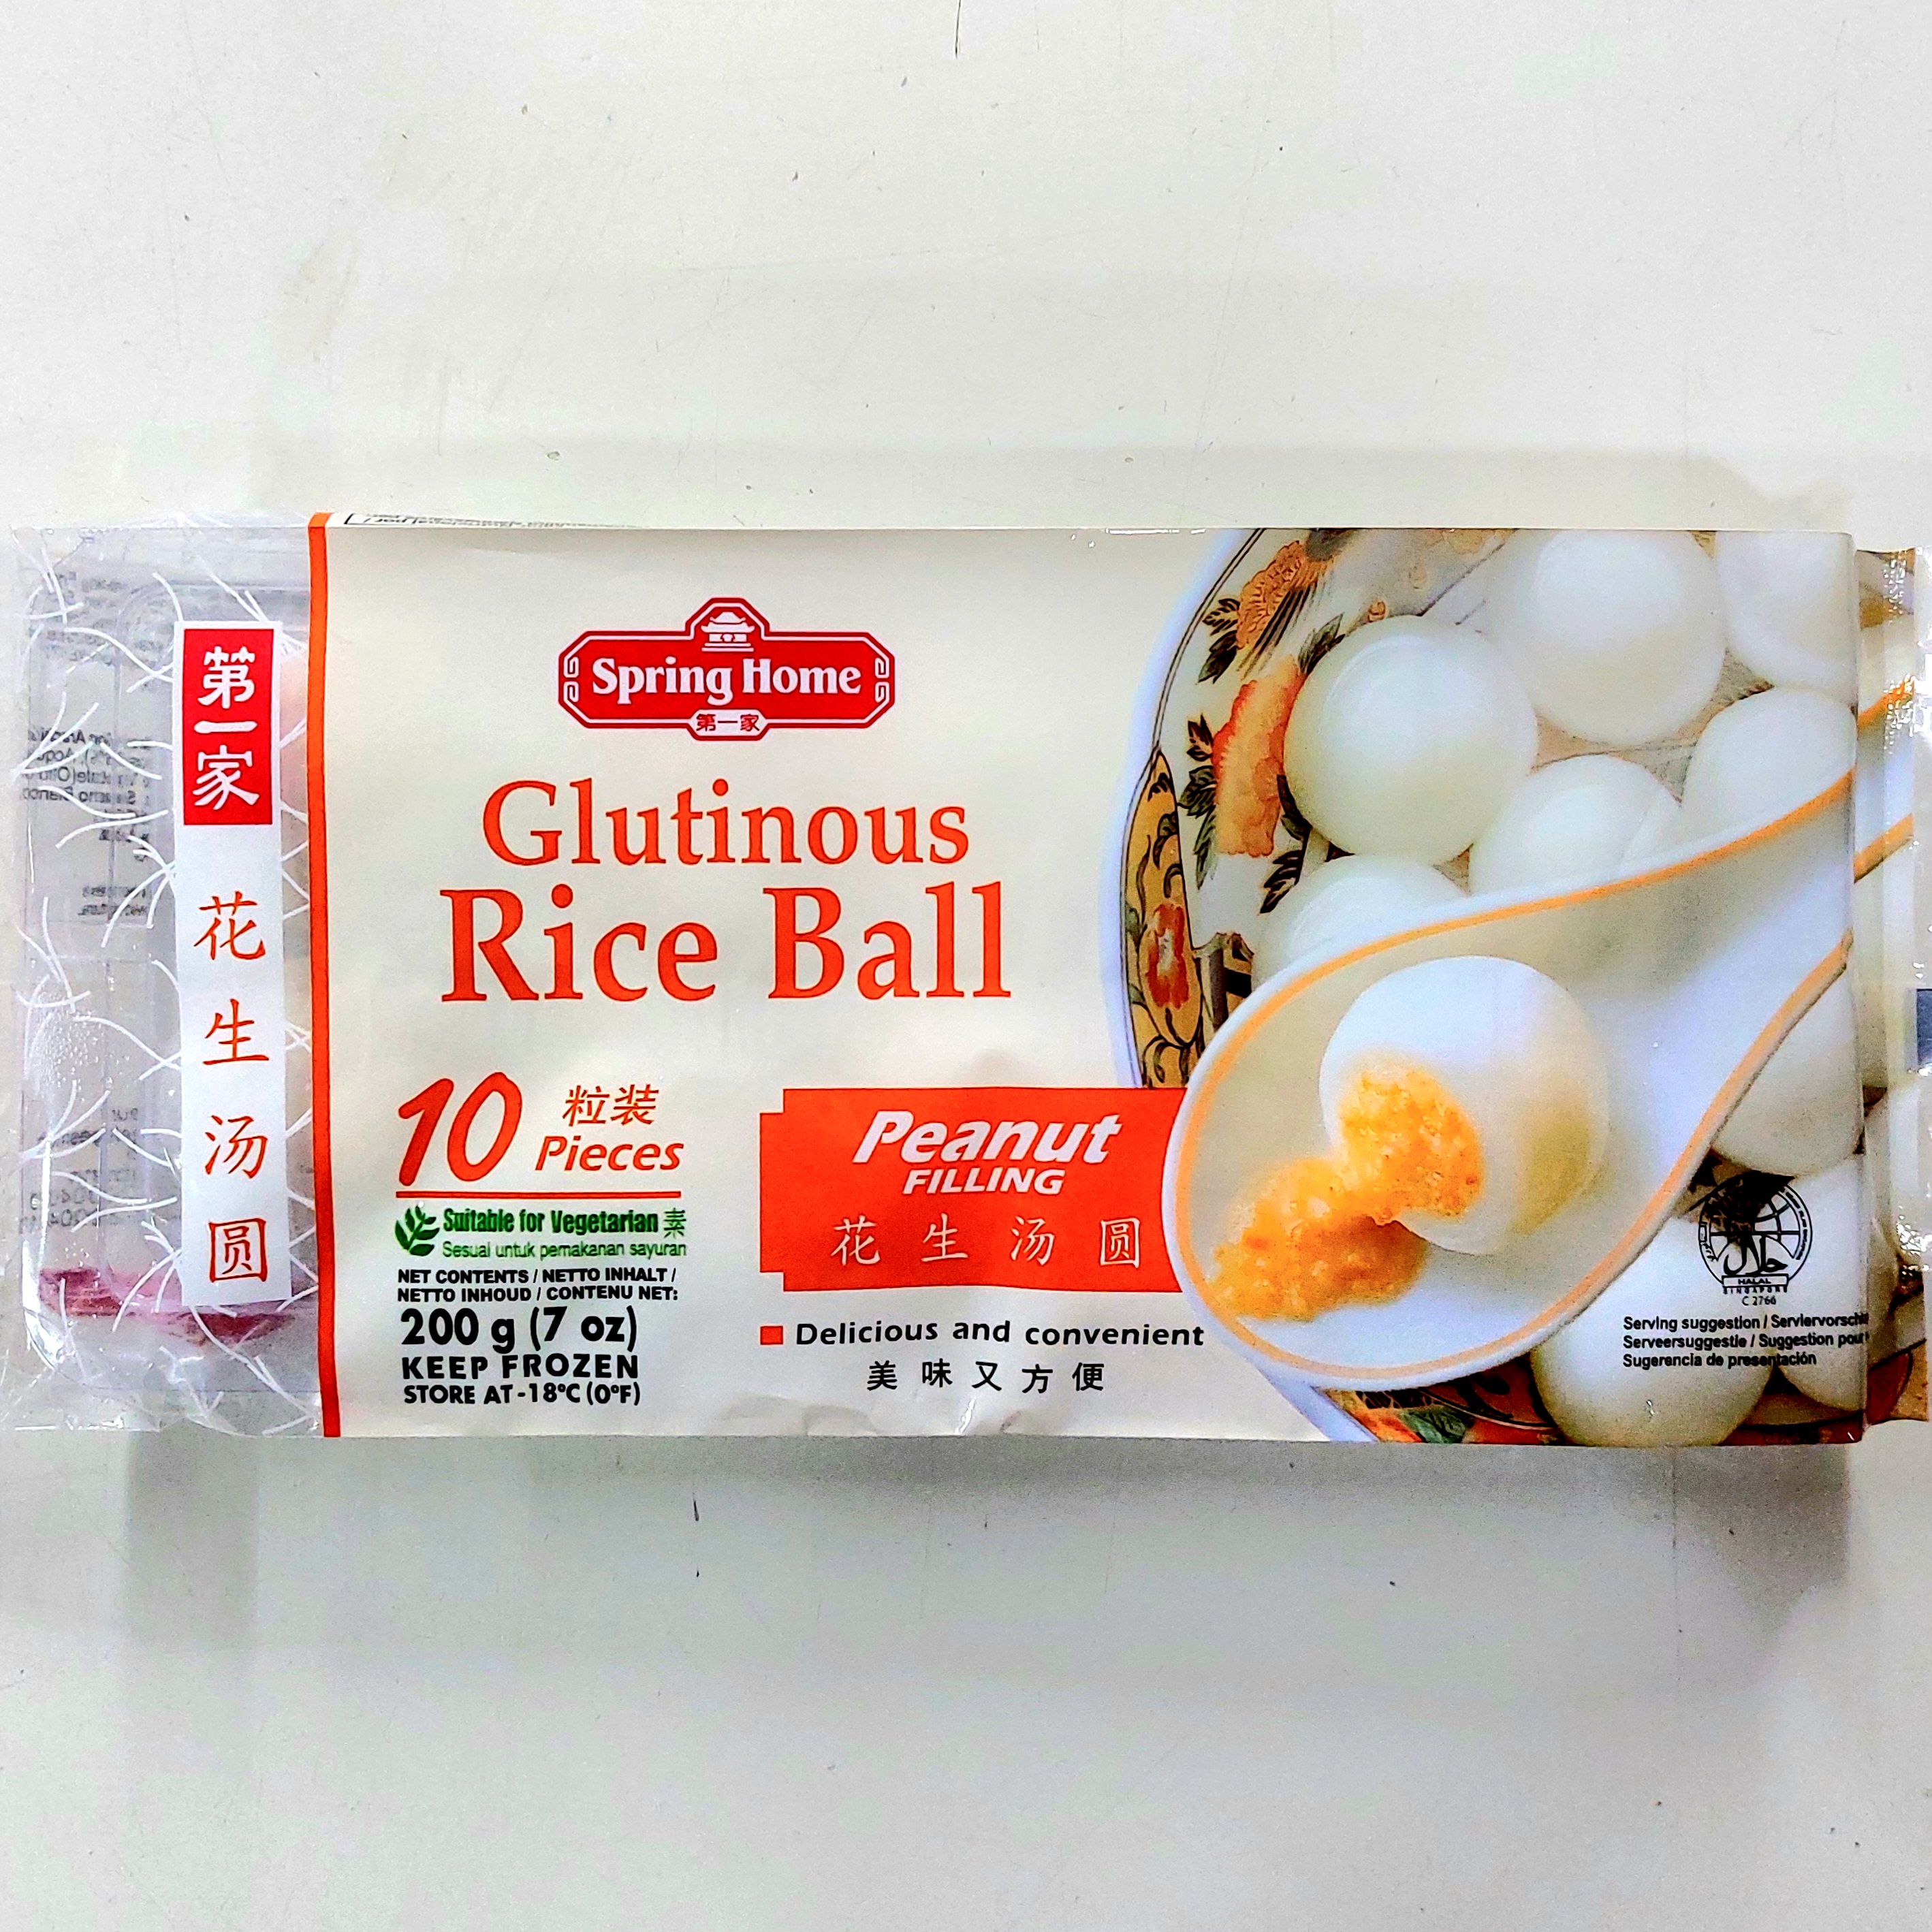 第一家
花生汤圆
Spring Home
第一家
Glutinous
Rice Ball
10 粒装
Pieces
Suitable for Vegetarian 素
Sesuai untuk pemakanan sayuran
NET CONTENTS / NETTO INHALT /
NETTO INHOUD / CONTENU NET:
200 g (7 oz)
KEEP FROZEN
STORE AT -18°C (0°F)
Peanut
FILLING
花生汤圆
Delicious and convenient
美味又方便
HALAL
SINGAPORE
C 2766
Serving suggestion /
Serveersuggestie / Suggestion
Sugerencia de presentación